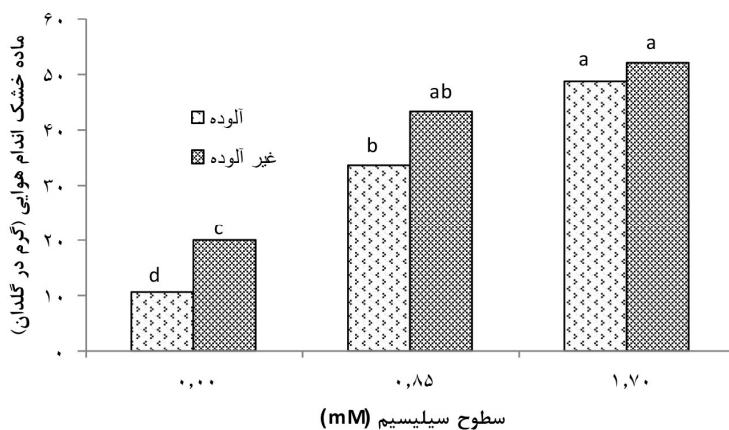 ماده خشک اندام هوایی (گرم در گلدان)
۶۰
۵۰
۴۰
۳۰
۲۰
۱۰
۰
آلوده
غیر آلوده
d
c
b
ab
a
a
۰,۰۰
۰,۸۵
۱,۷۰
سطوح سیلیسیم (mM)